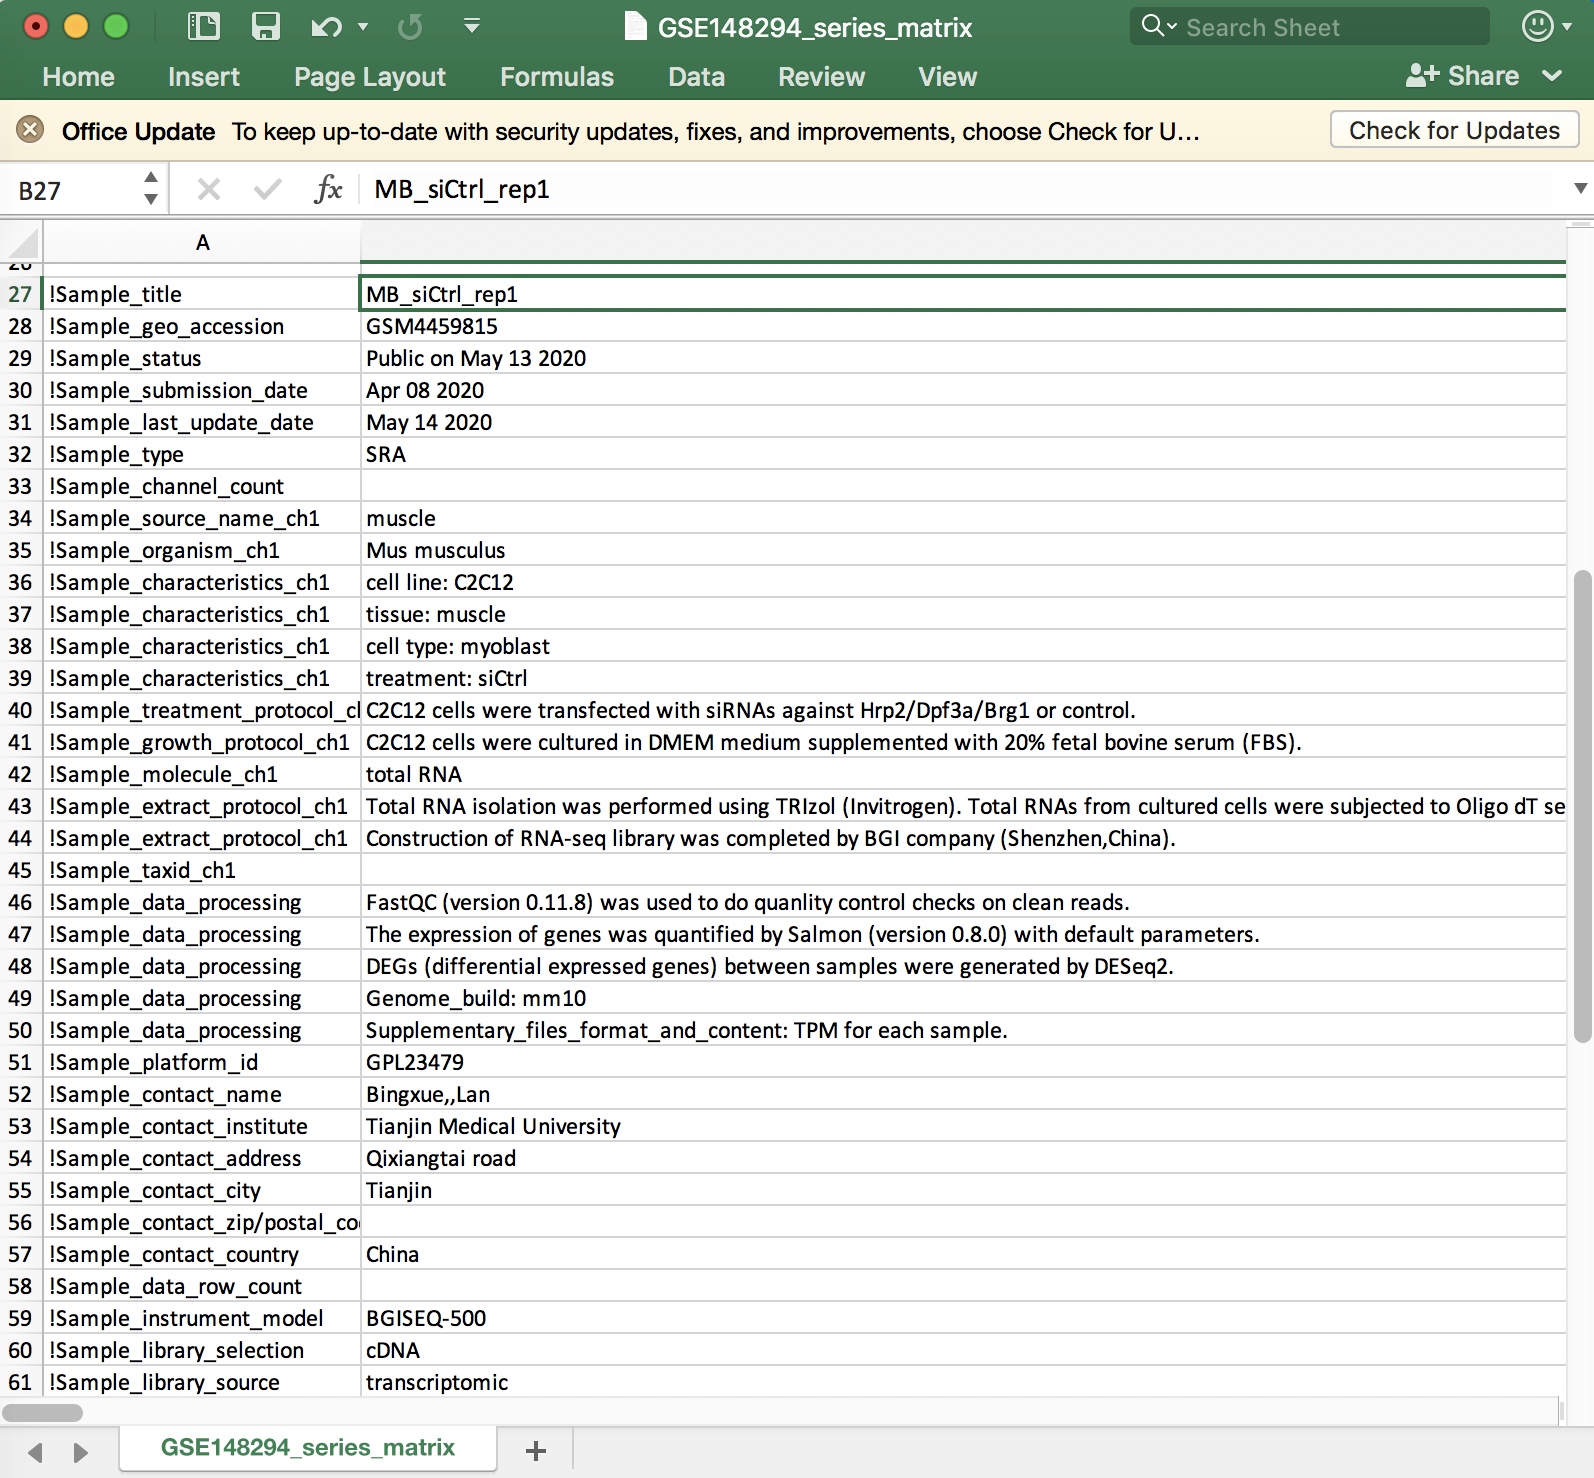 GSE148294_series_matrix
Search Sheet
Home Insert Page Layout Formulas Data Review View Share
Office Update To keep up-to-date with security updates, fixes, and improvements, choose Check for U... Check for Updates
B27 fx MB_siCtrl_rep1
A
27 !Sample_title MB_siCtrl_rep1
28 !Sample_geo_accession GSM4459815
29 !Sample_status Public on May 13 2020
30 !Sample_submission_date Apr 08 2020
31 !Sample_last_update_date May 14 2020
32 !Sample_type SRA
33 !Sample_channel_count
34 !Sample_source_name_ch1 muscle
35 !Sample_organism_ch1 Mus musculus
36 !Sample_characteristics_ch1 cell line: C2C12
37 !Sample_characteristics_ch1 tissue: muscle
38 !Sample_characteristics_ch1 cell type: myoblast
39 !Sample_characteristics_ch1 treatment: siCtrl
40 !Sample_treatment_protocol_cl C2C12 cells were transfected with siRNAs against Hrp2/Dpf3a/Brg1 or control.
41 !Sample_growth_protocol_ch1 C2C12 cells were cultured in DMEM medium supplemented with 20% fetal bovine serum (FBS).
42 !Sample_molecule_ch1 total RNA
43 !Sample_extract_protocol_ch1 Total RNA isolation was performed using TRIzol (Invitrogen). Total RNAs from cultured cells were subjected to Oligo dT se
44 !Sample_extract_protocol_ch1 Construction of RNA-seq library was completed by BGI company (Shenzhen,China).
45 !Sample_taxid_ch1
46 !Sample_data_processing FastQC (version 0.11.8) was used to do quanlity control checks on clean reads.
47 !Sample_data_processing The expression of genes was quantified by Salmon (version 0.8.0) with default parameters.
48 !Sample_data_processing DEGs (differential expressed genes) between samples were generated by DESeq2.
49 !Sample_data_processing Genome_build: mm10
50 !Sample_data_processing Supplementary_files_format_and_content: TPM for each sample.
51 !Sample_platform_id GPL23479
52 !Sample_contact_name Bingxue,,Lan
53 !Sample_contact_institute Tianjin Medical University
54 !Sample_contact_address Qixiangtai road
55 !Sample_contact_city Tianjin
56 !Sample_contact_zip/postal_co
57 !Sample_contact_country China
58 !Sample_data_row_count
59 !Sample_instrument_model BGISEQ-500
60 !Sample_library_selection cDNA
61 !Sample_library_source transcriptomic
GSE148294_series_matrix +